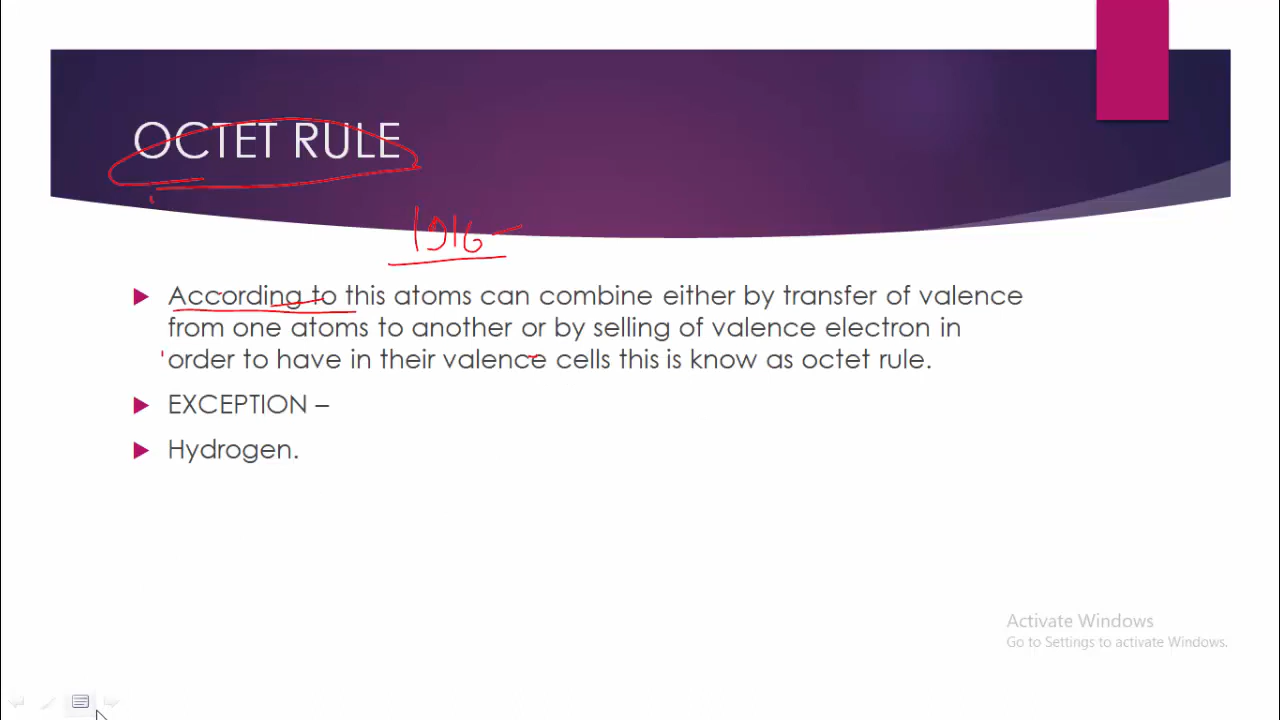 OCTET RULE
1916
According to this atoms can combine either by transfer of valence
from one atoms to another or by selling of valence electron in
order to have in their valence cells this is know as octet rule.
EXCEPTION –
Hydrogen.
Activate Windows
Go to Settings to activate Windows.